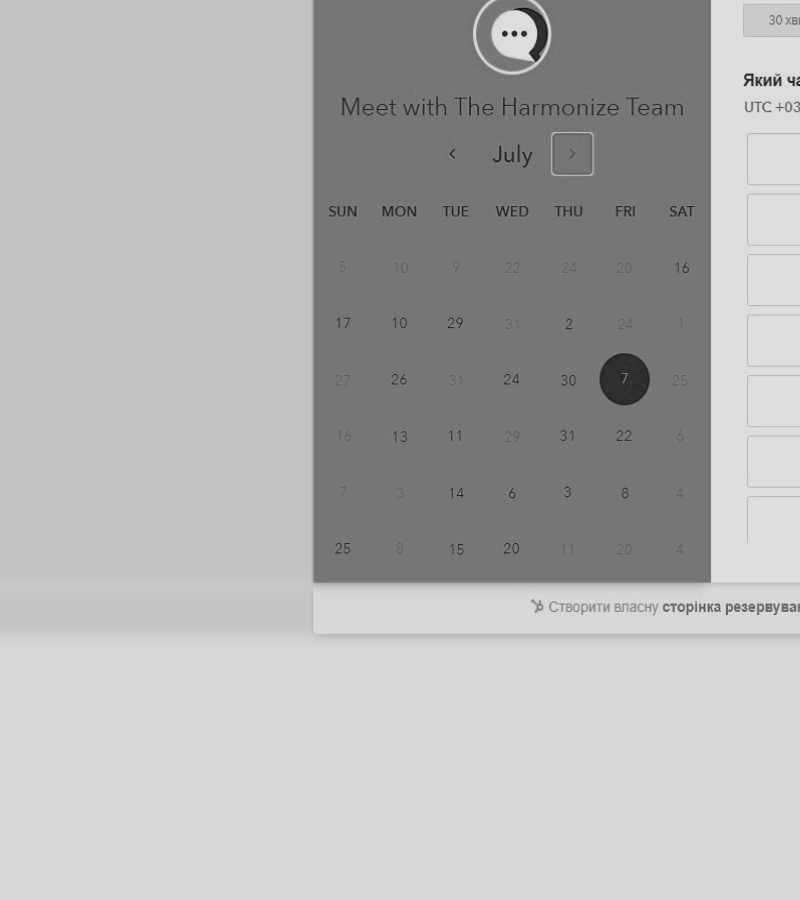 30
Який
UTC +03
Meet with The Harmonize Team
July
SUN MON TUE WED THU FRI SAT
5 10 9 22 24 20 16
17 10 29 31 2 24 1
27 26 31 24 30 7 25
16 13 11 29 31 22 6
7 3 14 6 3 8 4
25 8 15 20 11 20 4
Створити власну сторінка